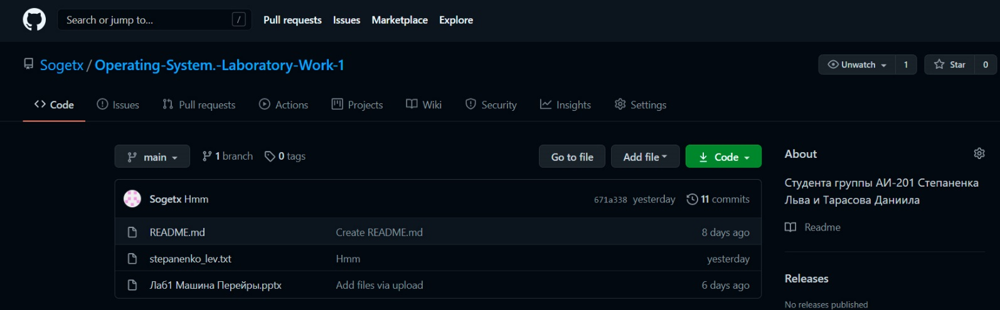 Search or jump to... /
Pull requests Issues Marketplace Explore
Sogetx / Operating-System.-Laboratory-Work-1
Unwatch 1 Star 0
<> Code Issues Pull requests Actions Projects Wiki Security Insights Settings
main 1 branch 0 tags
Go to file Add file Code
Sogetx Hmm 671a338 yesterday 11 commits
README.md Create README.md 8 days ago
stepanenko_lev.txt Hmm yesterday
Лаб1 Машина Перейры.pptx Add files via upload 6 days ago
About
Студента группы АИ-201 Степаненка
Льва и Тарасова Даниила
Readme
Releases
No releases published